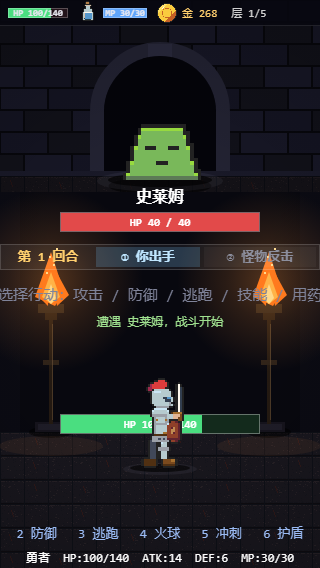 HP 100/140 MP 30/30 金 268 层 1/5
史莱姆
HP 40 / 40
第 1 回合 ① 你出手 ② 怪物反击
选择行动 攻击 / 防御 / 逃跑 / 技能 用药
遭遇 史莱姆，战斗开始
HP 10 40
2 防御 3 逃跑 4 火球 5 冲刺 6 护盾
勇者 HP:100/140 ATK:14 DEF:6 MP:30/30